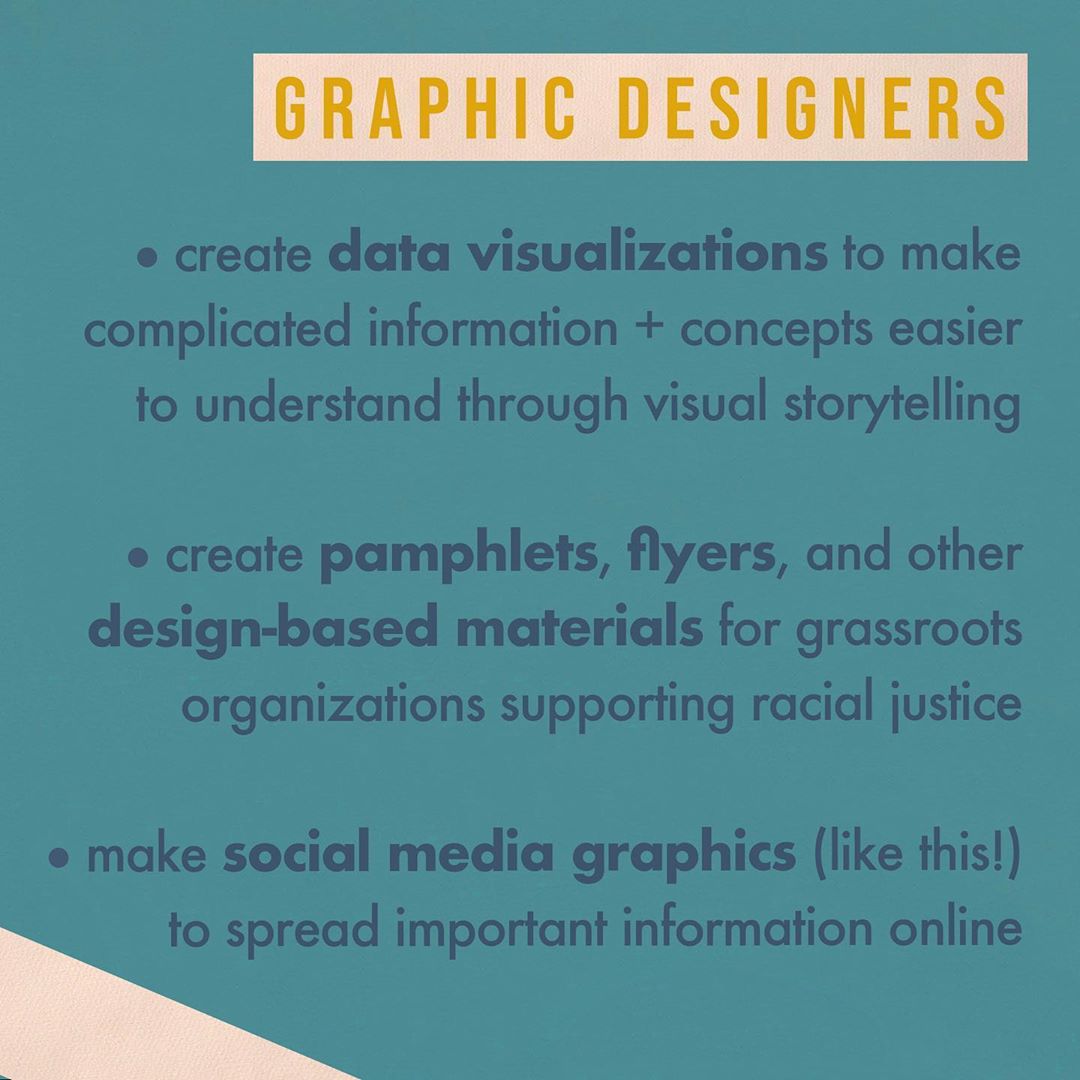 GRAPHIC DESIGNERS
• create data visualizations to make
complicated information + concepts easier
to understand through visual storytelling
• create pamphlets, flyers, and other
design-based materials for grassroots
organizations supporting racial justice
• make social media graphics (like this!)
to spread important information online